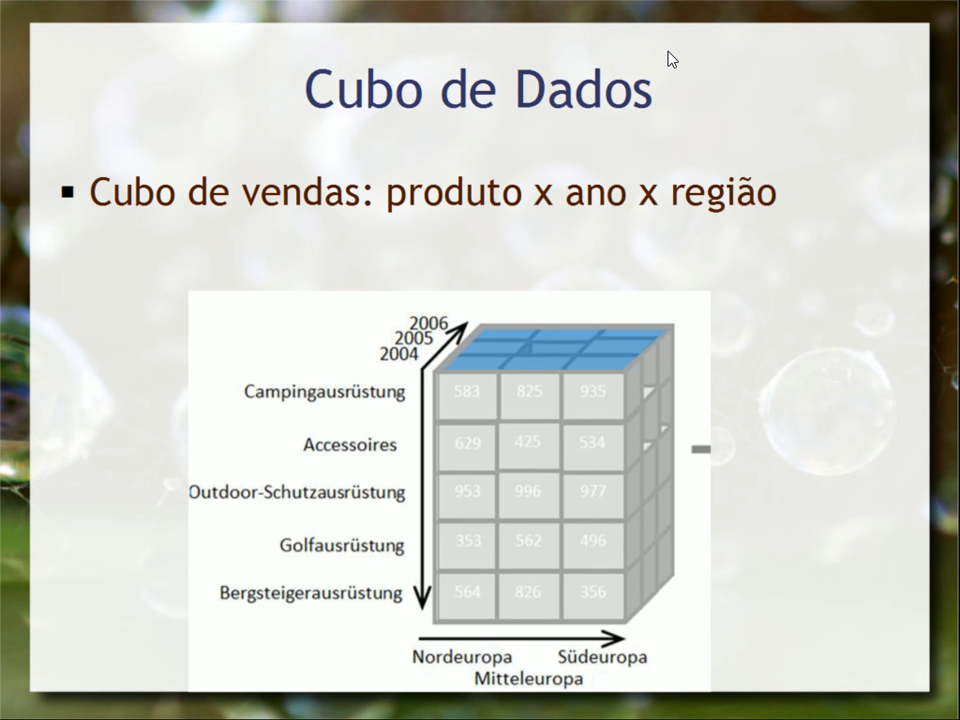 Cubo de Dados
▪ Cubo de vendas: produto x ano x região
2006
2005
2004
Campingausrüstung 583 825 935
Accessoires 629 425 534
Outdoor-Schutzausrüstung 953 996 977
Golfausrüstung 353 562 496
Bergsteigerausrüstung 564 826 356
Nordeuropa Südeuropa
Mitteleuropa